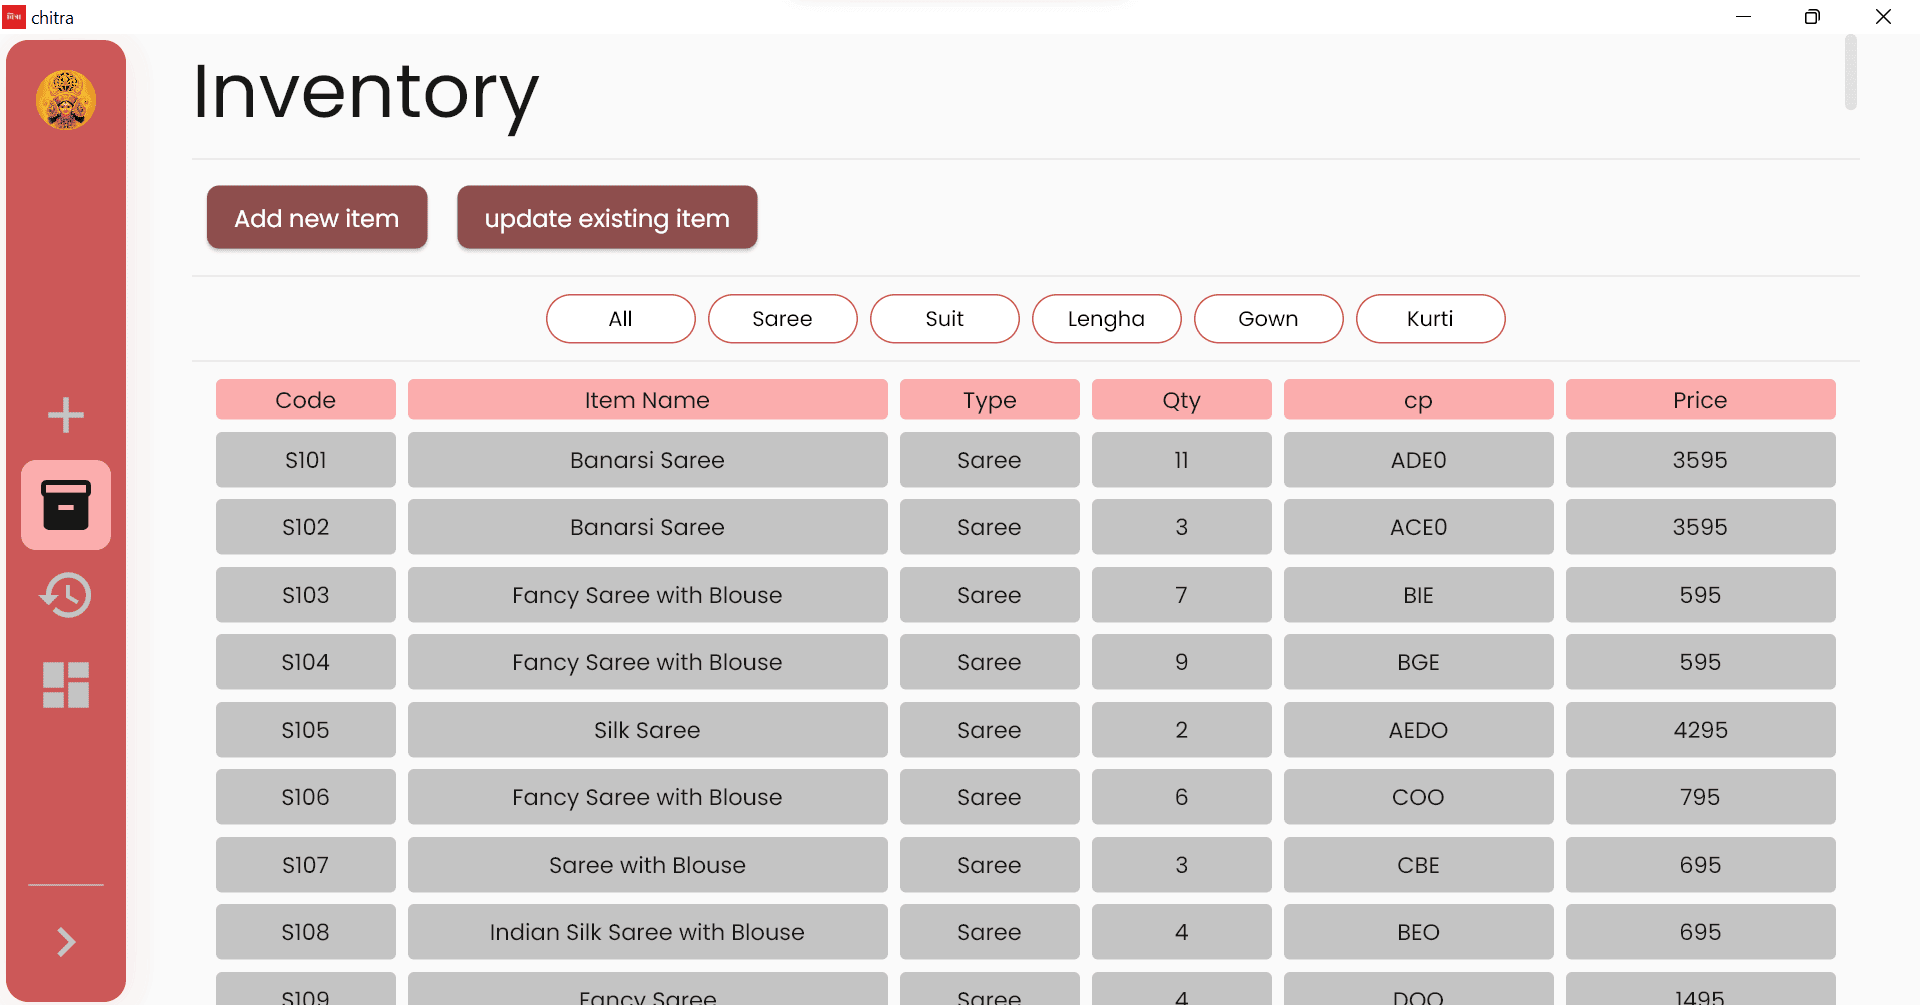 चित्रा chitra
Inventory
Add new item update existing item
All Saree Suit Lengha Gown Kurti
Code Item Name Type Qty cp Price
S101 Banarsi Saree Saree 11 ADE0 3595
S102 Banarsi Saree Saree 3 ACE0 3595
S103 Fancy Saree with Blouse Saree 7 BIE 595
S104 Fancy Saree with Blouse Saree 9 BGE 595
S105 Silk Saree Saree 2 AEDO 4295
S106 Fancy Saree with Blouse Saree 6 COO 795
S107 Saree with Blouse Saree 3 CBE 695
S108 Indian Silk Saree with Blouse Saree 4 BEO 695
S109 Fancy Saree Saree 4 DOO 1495